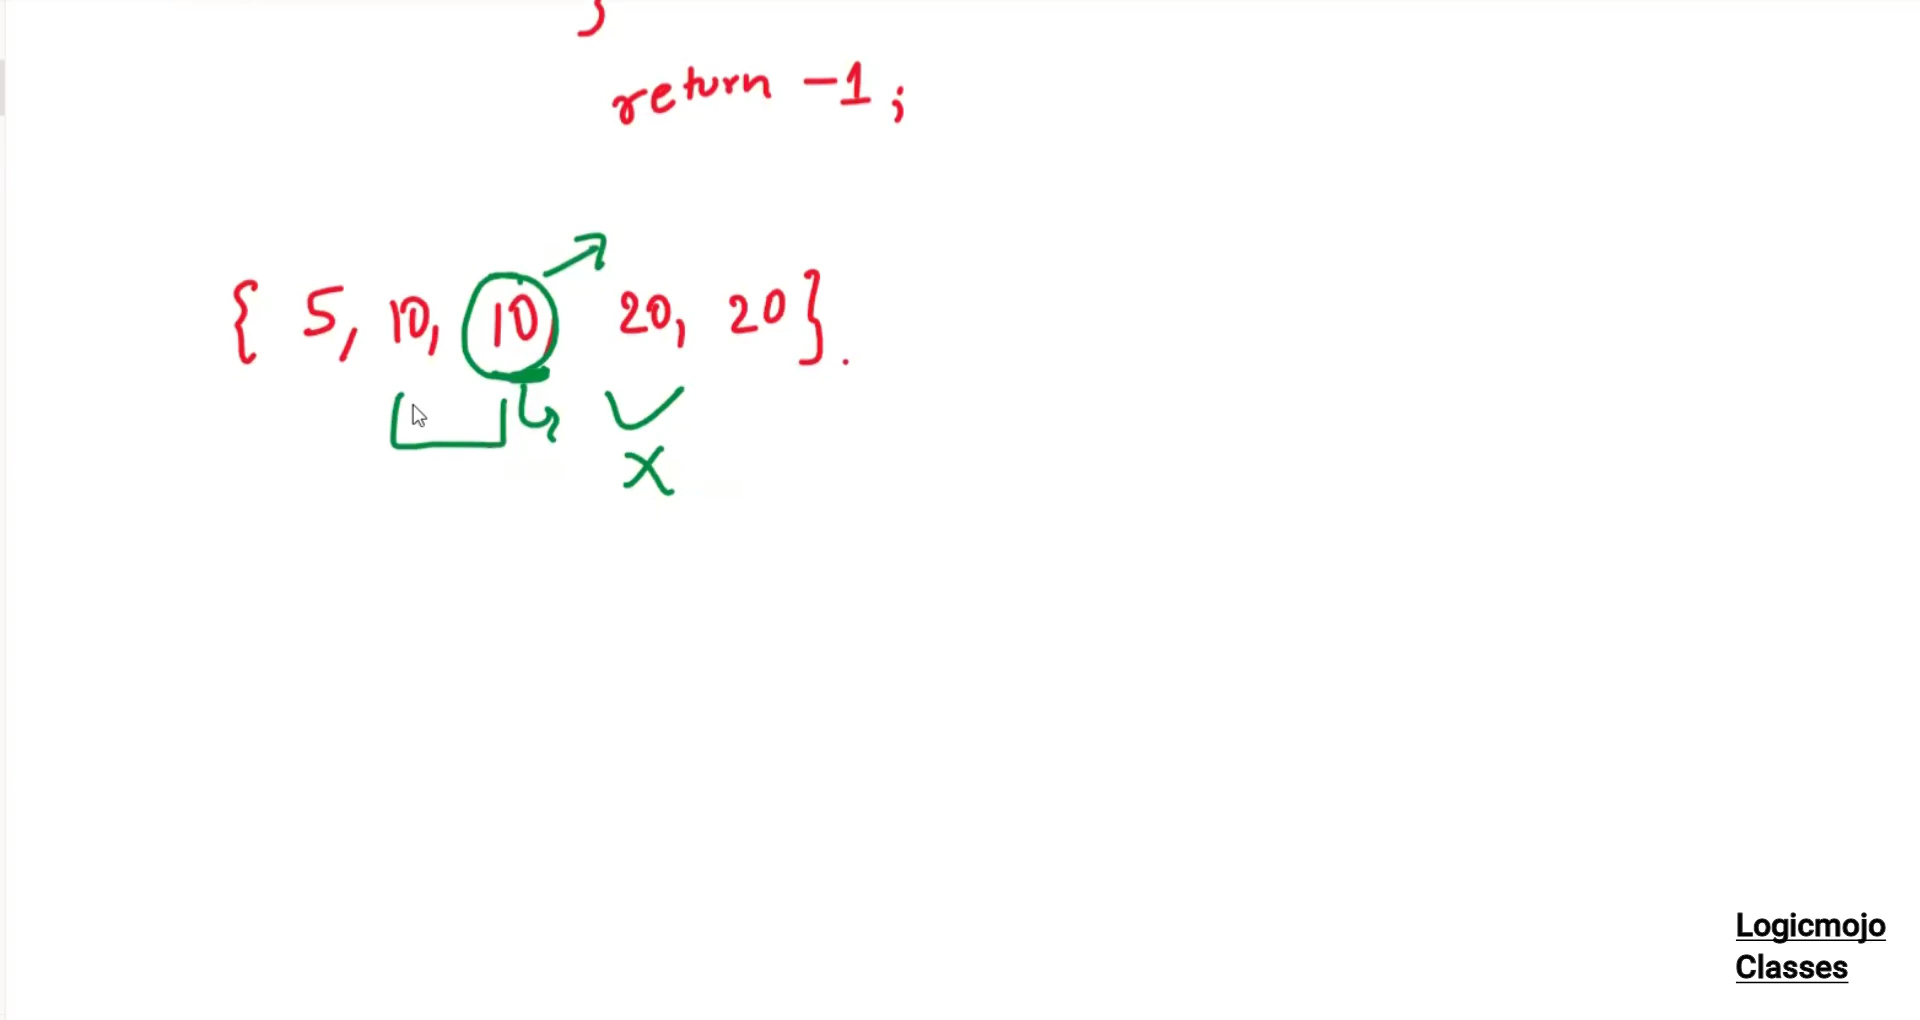 }
return -1;
{ 5, 10, 10, 20, 20 }.
x
Logicmojo
Classes